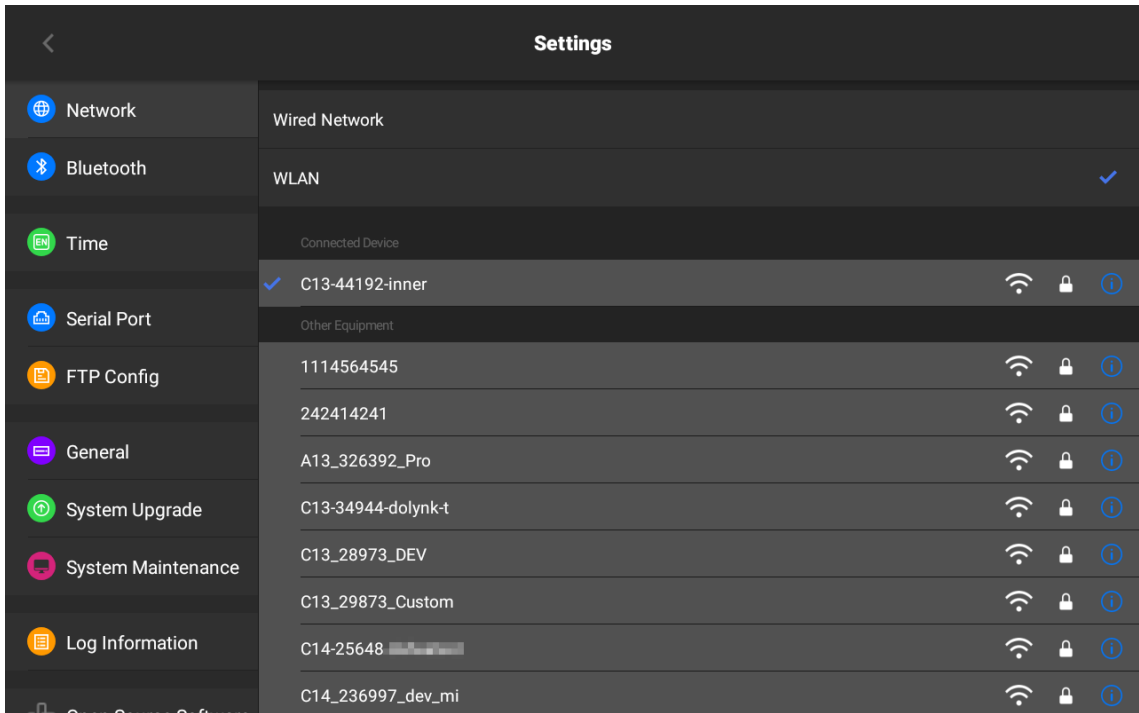 Settings
Network
Bluetooth
Time
Serial Port
FTP Config
General
System Upgrade
System Maintenance
Log Information
Wired Network
WLAN
Connected Device
C13-44192-inner
Other Equipment
1114564545
242414241
A13_326392_Pro
C13-34944-dolynk-t
C13_28973_DEV
C13_29873_Custom
C14-25648
C14_236997_dev_mi